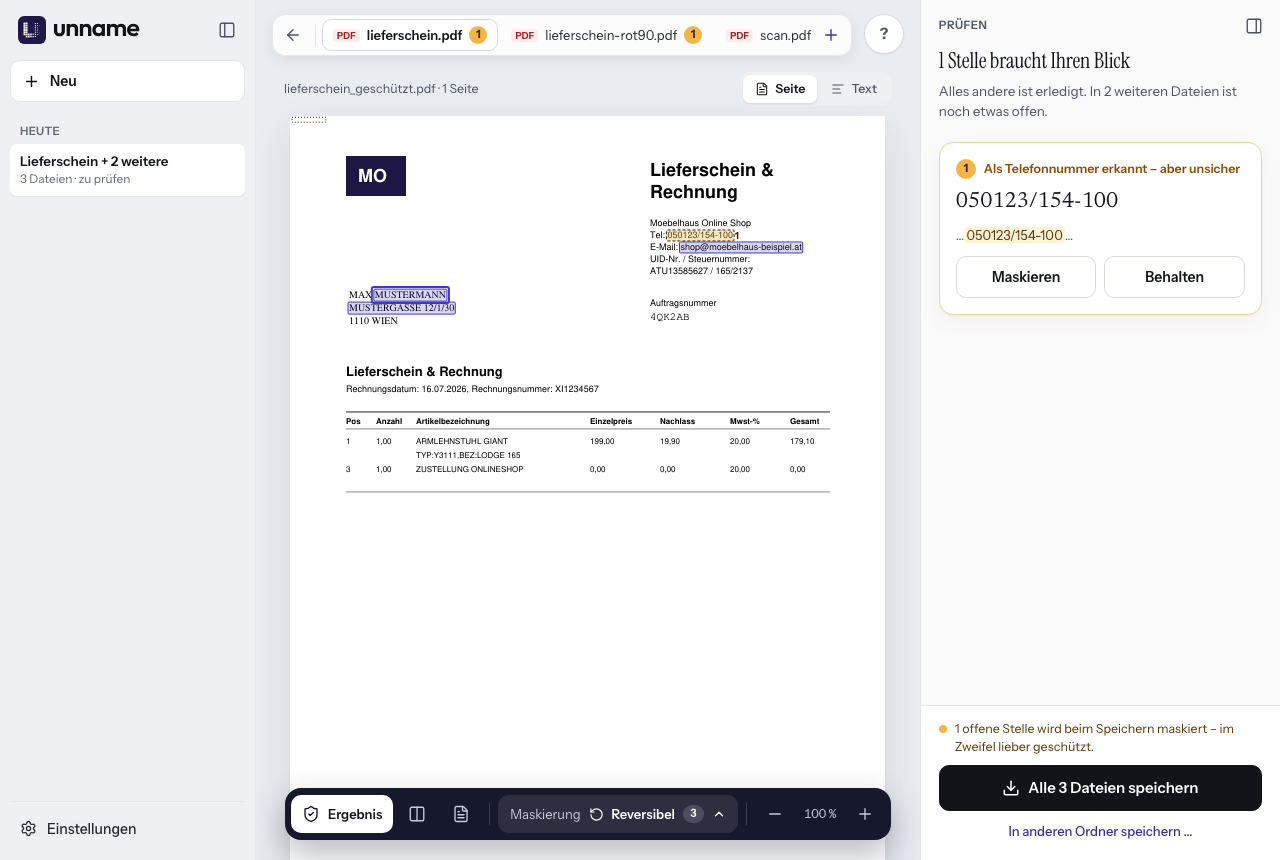 unname
Neu
HEUTE
Lieferschein + 2 weitere
3 Dateien · zu prüfen
Einstellungen
PDF lieferschein.pdf 1
PDF lieferschein-rot90.pdf 1
PDF scan.pdf
?
lieferschein_geschützt.pdf · 1 Seite
Seite
Text
MO
Lieferschein &
Rechnung
Moebelhaus Online Shop
Tel.:050123/154-100 1
E-Mail: shop@moebelhaus-beispiel.at
UID-Nr. / Steuernummer:
ATU13585627 / 165/2137
MAX MUSTERMANN
MUSTERGASSE 12/1/30
1110 WIEN
Auftragsnummer
4QK2AB
Lieferschein & Rechnung
Rechnungsdatum: 16.07.2026, Rechnungsnummer: XI1234567
Pos Anzahl Artikelbezeichnung Einzelpreis Nachlass Mwst-% Gesamt
1 1,00 ARMLEHNSTUHL GIANT 199,00 19,90 20,00 179,10
TYP:Y3111,BEZ:LODGE 165
3 1,00 ZUSTELLUNG ONLINESHOP 0,00 0,00 20,00 0,00
Ergebnis
Maskierung Reversibel 3
100 %
PRÜFEN
1 Stelle braucht Ihren Blick
Alles andere ist erledigt. In 2 weiteren Dateien ist
noch etwas offen.
1 Als Telefonnummer erkannt – aber unsicher
050123/154-100
… 050123/154-100 …
Maskieren
Behalten
1 offene Stelle wird beim Speichern maskiert – im
Zweifel lieber geschützt.
Alle 3 Dateien speichern
In anderen Ordner speichern …